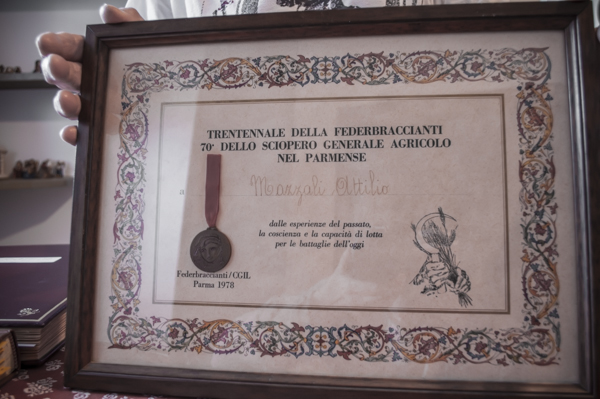 TRENTENNALE DELLA FEDERBRACCIANTI
70° DELLO SCIOPERO GENERALE AGRICOLO
NEL PARMENSE
a Manzali Attilio
dalle esperienze del passato,
la coscienza e la capacità di lotta
per le battaglie dell'oggi
Federbraccianti/CGIL
Parma 1978